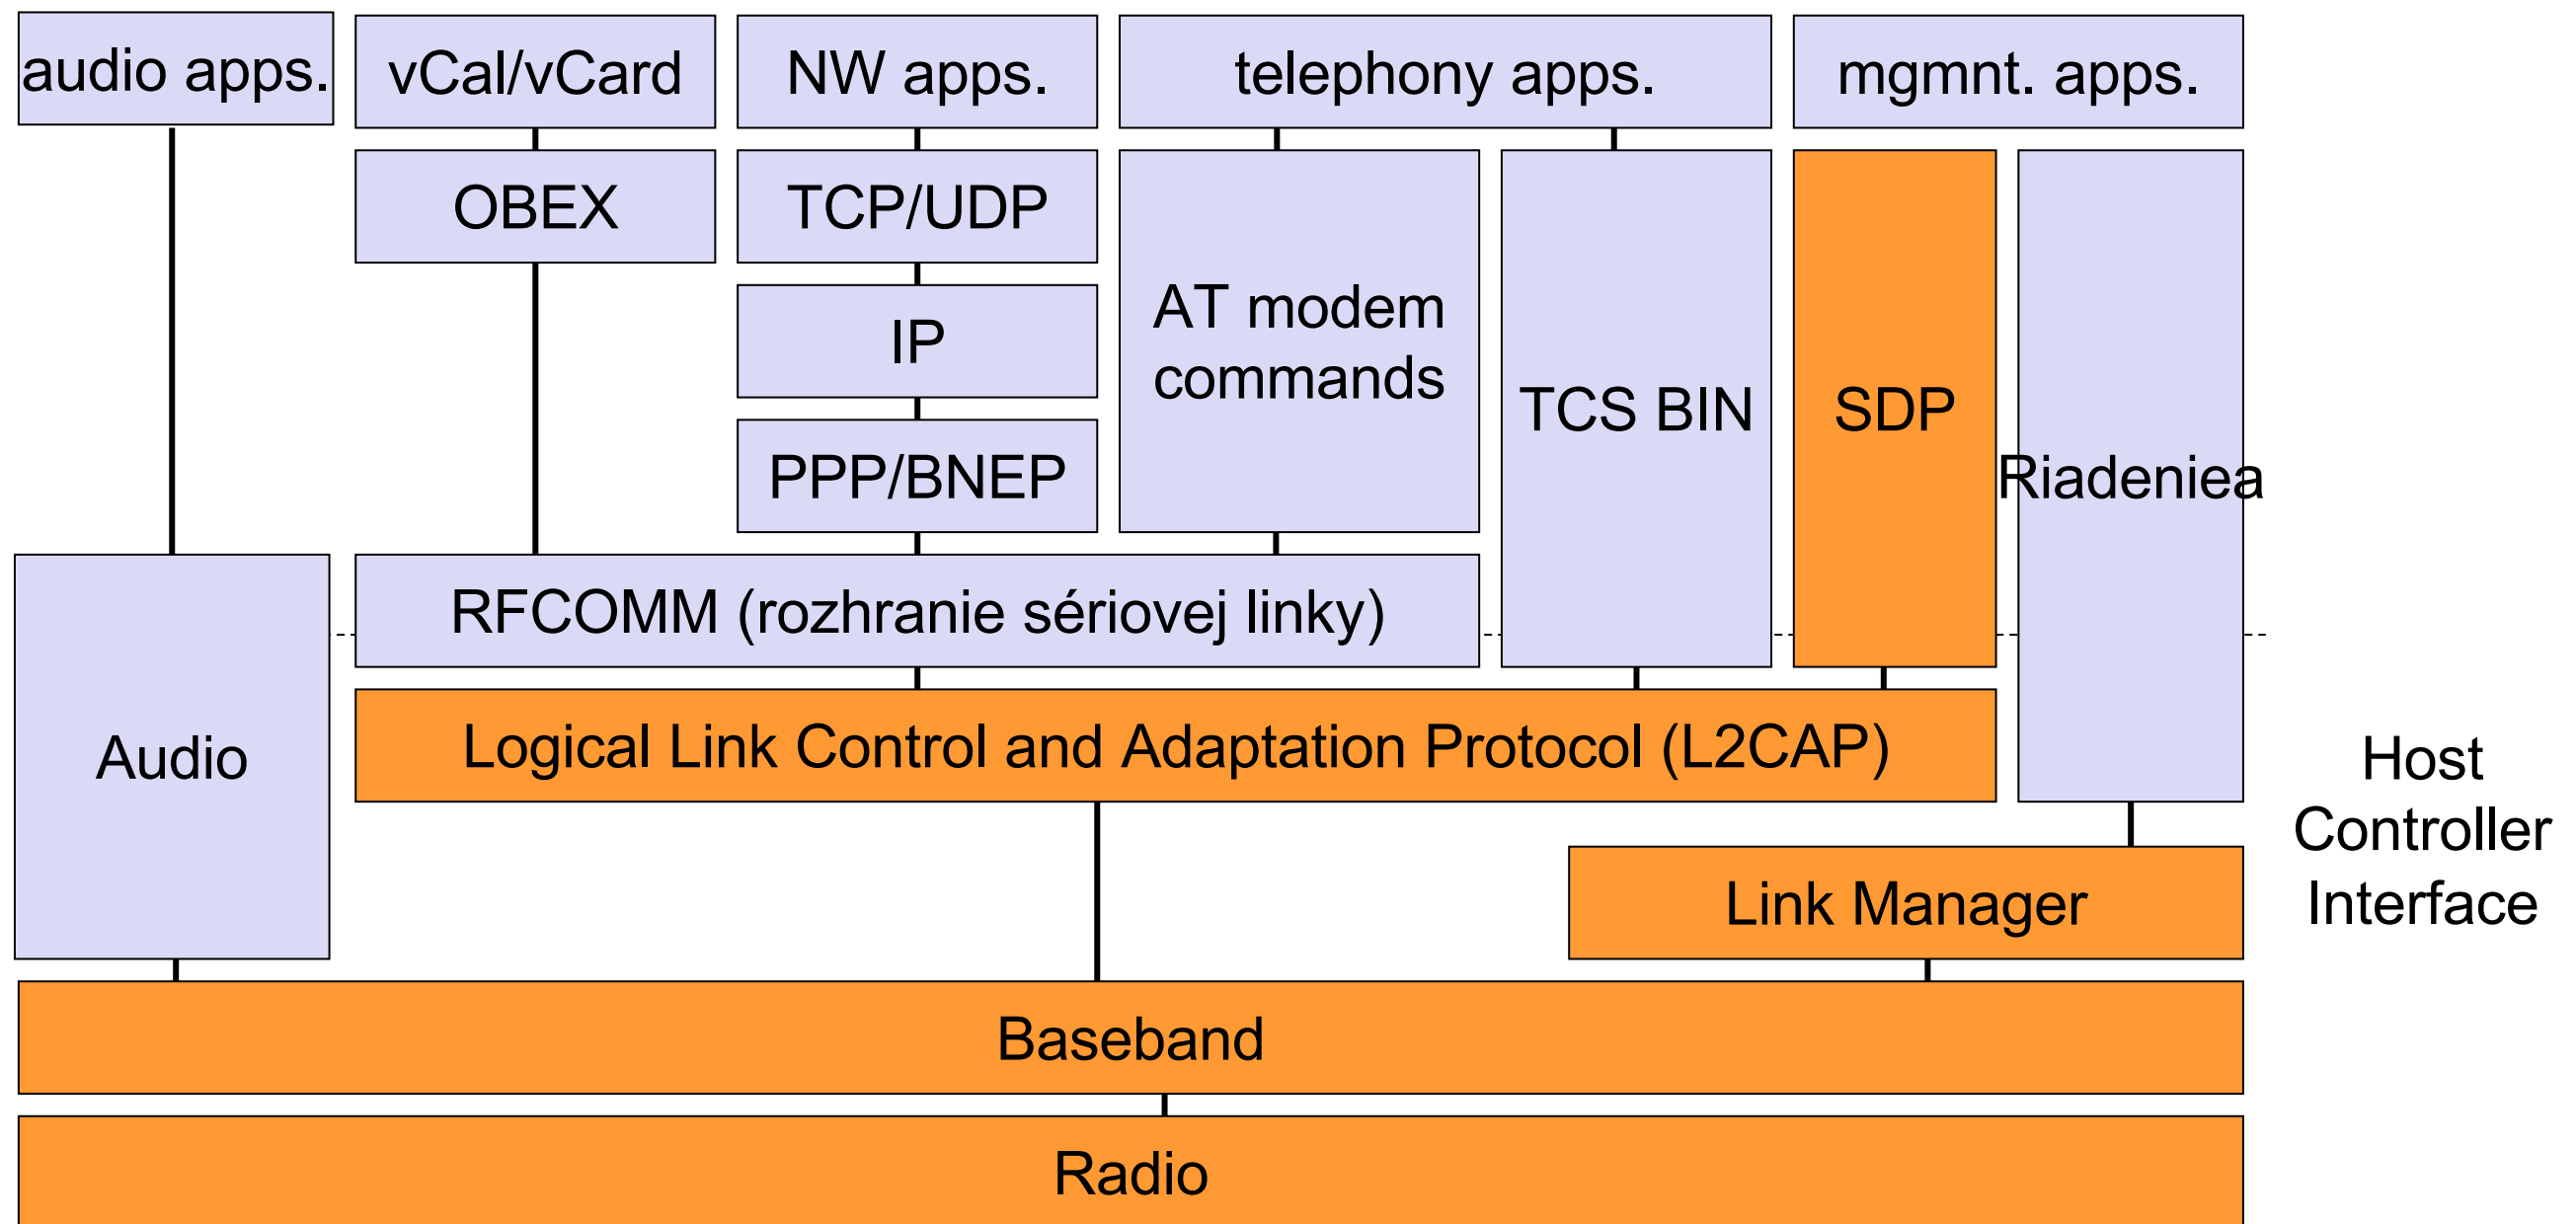 audio apps.
vCal/vCard
NW apps.
telephony apps.
mgmnt. apps.
OBEX
TCP/UDP
IP
PPP/BNEP
AT modem
commands
TCS BIN
SDP
Riadeniea
RFCOMM (rozhranie sériovej linky)
Audio
Logical Link Control and Adaptation Protocol (L2CAP)
Host
Controller
Interface
Link Manager
Baseband
Radio